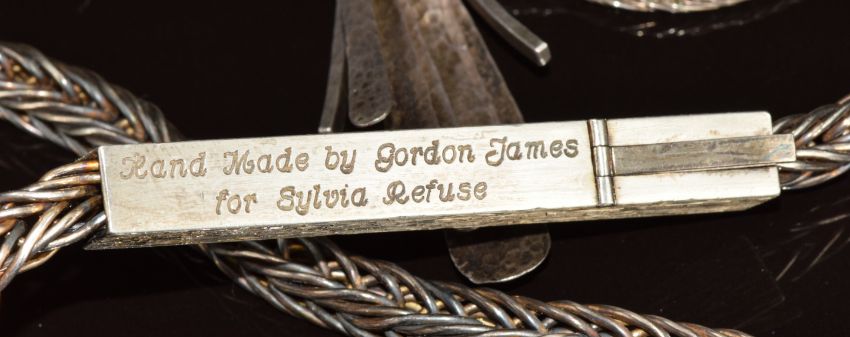 Hand Made by Gordon James
for Sylvia Refuse